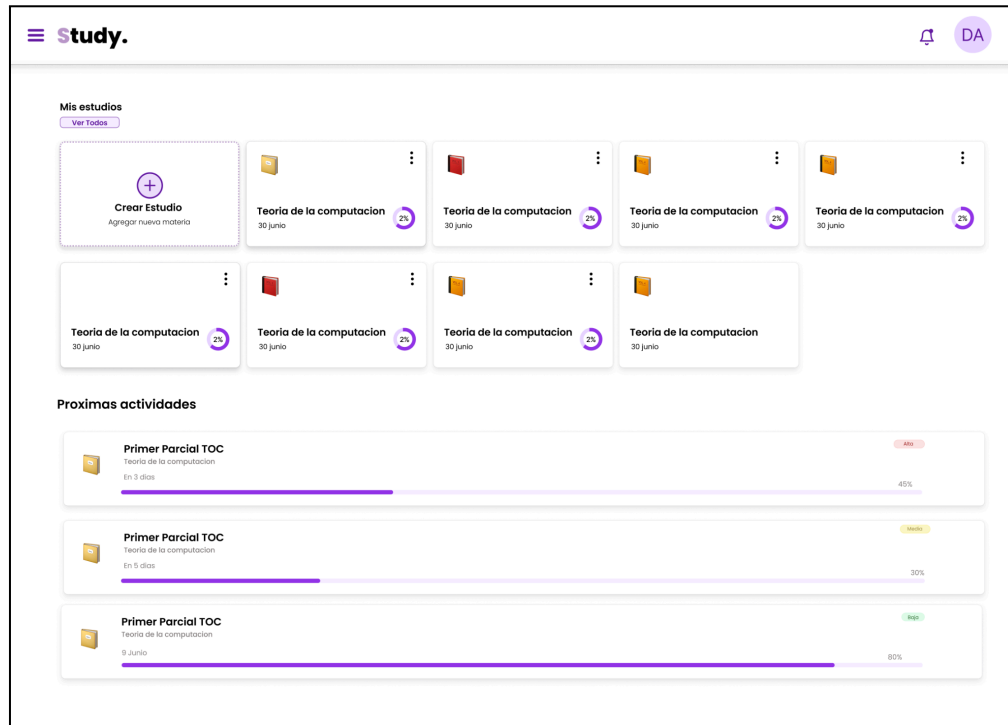 Study.
DA
Mis estudios
Ver Todos
Crear Estudio
Agregar nueva materia
Teoria de la computacion
30 junio
2%
Teoria de la computacion
30 junio
2%
Teoria de la computacion
30 junio
2%
Teoria de la computacion
30 junio
2%
Teoria de la computacion
30 junio
2%
Teoria de la computacion
30 junio
2%
Teoria de la computacion
30 junio
2%
Teoria de la computacion
30 junio
Proximas actividades
Primer Parcial TOC
Teoria de la computacion
En 3 dias
Alta
45%
Primer Parcial TOC
Teoria de la computacion
En 5 dias
Media
30%
Primer Parcial TOC
Teoria de la computacion
9 Junio
Baja
80%